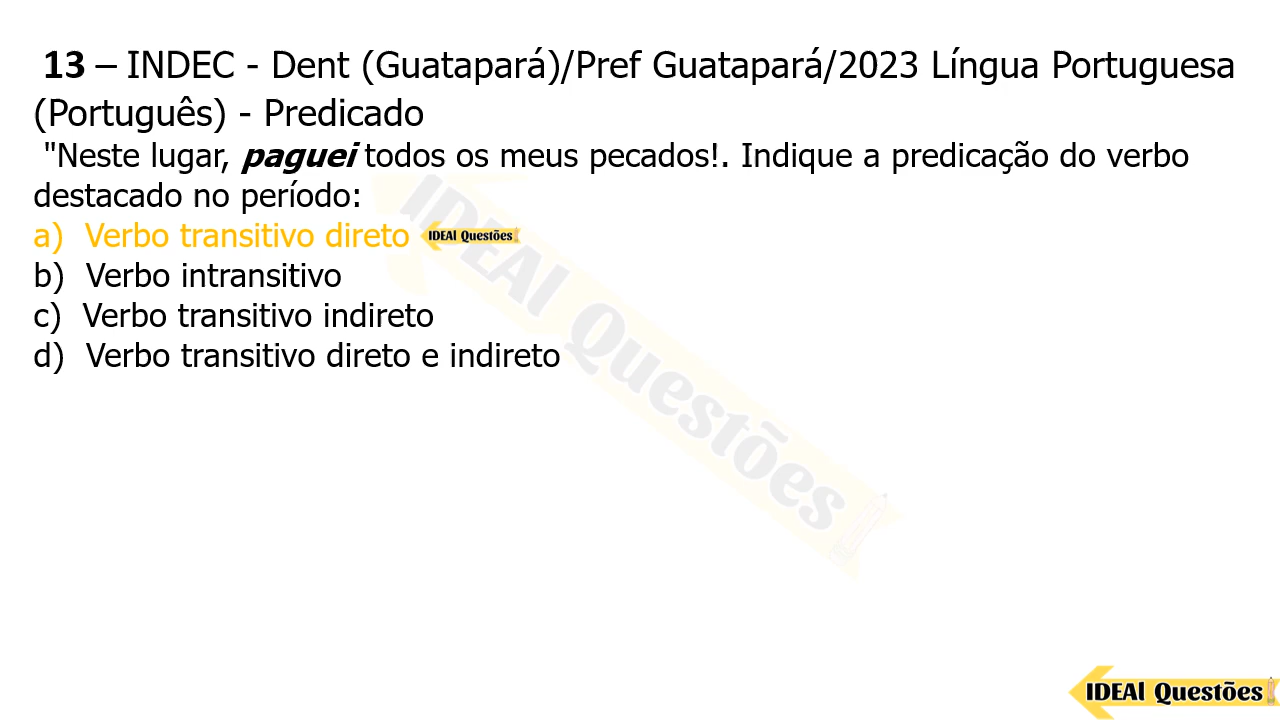 13 – INDEC - Dent (Guatapará)/Pref Guatapará/2023 Língua Portuguesa
(Português) - Predicado
"Neste lugar, paguei todos os meus pecados!. Indique a predicação do verbo
destacado no período:
a) Verbo transitivo direto IDEAl Questões
b) Verbo intransitivo
c) Verbo transitivo indireto
d) Verbo transitivo direto e indireto
IDEAl Questões
IDEAl Questões